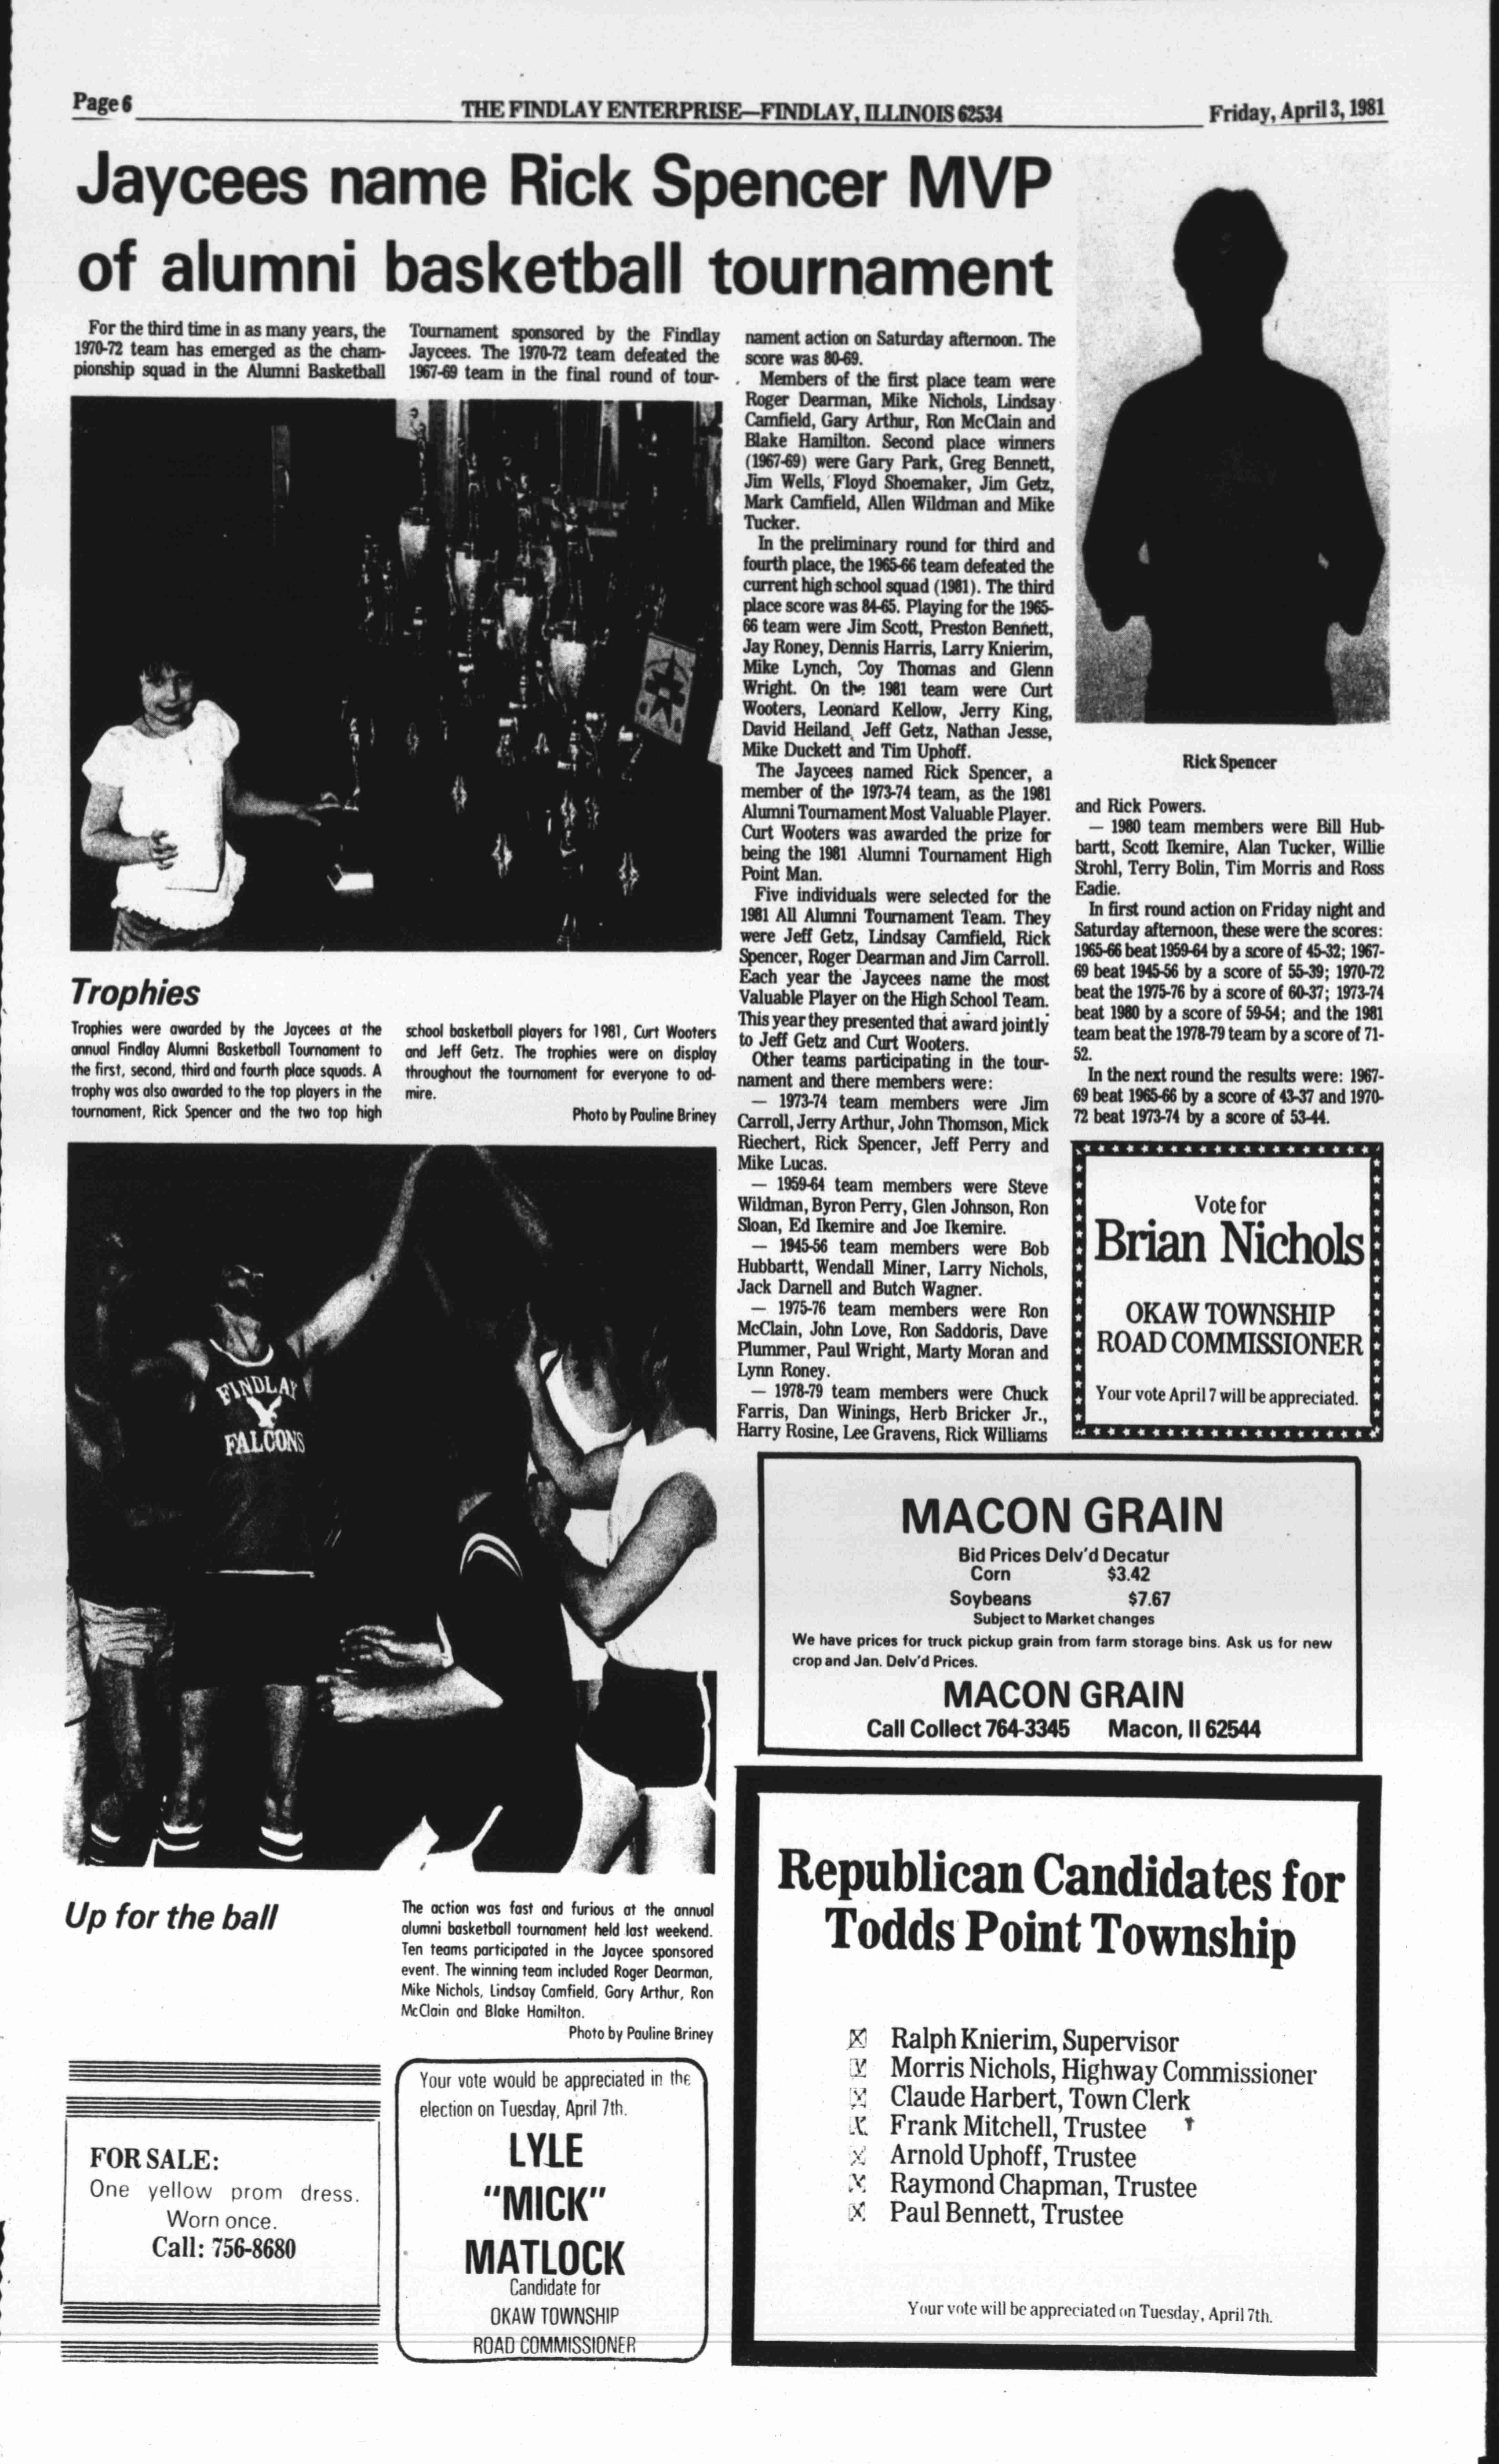 Page 6
THE FINDLAY ENTERPRISE—FINDLAY, ILLINOIS 62534
Friday, April 3, 1981
Jaycees name Rick Spencer MVP
of alumni basketball tournament
For the third time in as many years, the
1970-72 team has emerged as the cham-
pionship squad in the Alumni Basketball
Tournament sponsored by the Findlay
Jaycees. The 1970-72 team defeated the
1967-69 team in the final round of tour-
nament action on Saturday afternoon. The
score was 80-69.
Members of the first place team were
Roger Dearman, Mike Nichols, Lindsay
Camfield, Gary Arthur, Ron McClain and
Blake Hamilton. Second place winners
(1967-69) were Gary Park, Greg Bennett,
Jim Wells, Floyd Shoemaker, Jim Getz,
Mark Camfield, Allen Wildman and Mike
Tucker.
In the preliminary round for third and
fourth place, the 1965-66 team defeated the
current high school squad (1981). The third
place score was 84-65. Playing for the 1965-
66 team were Jim Scott, Preston Bennett,
Jay Roney, Dennis Harris, Larry Knierim,
Mike Lynch, Coy Thomas and Glenn
Wright. On the 1981 team were Curt
Wooters, Leonard Kellow, Jerry King,
David Heiland, Jeff Getz, Nathan Jesse,
Mike Duckett and Tim Uphoff.
The Jaycees named Rick Spencer, a
member of the 1973-74 team, as the 1981
Alumni Tournament Most Valuable Player.
Curt Wooters was awarded the prize for
being the 1981 Alumni Tournament High
Point Man.
Five individuals were selected for the
1981 All Alumni Tournament Team. They
were Jeff Getz, Lindsay Camfield, Rick
Spencer, Roger Dearman and Jim Carroll.
Each year the Jaycees name the most
Valuable Player on the High School Team.
This year they presented that award jointly
to Jeff Getz and Curt Wooters.
Other teams participating in the tour-
nament and there members were:
— 1973-74 team members were Jim
Carroll, Jerry Arthur, John Thomson, Mick
Riechert, Rick Spencer, Jeff Perry and
Mike Lucas.
— 1959-64 team members were Steve
Wildman, Byron Perry, Glen Johnson, Ron
Sloan, Ed Ikemire and Joe Ikemire.
— 1945-56 team members were Bob
Hubbartt, Wendall Miner, Larry Nichols,
Jack Darnell and Butch Wagner.
— 1975-76 team members were Ron
McClain, John Love, Ron Saddoris, Dave
Plummer, Paul Wright, Marty Moran and
Lynn Roney.
— 1978-79 team members were Chuck
Farris, Dan Winings, Herb Bricker Jr.,
Harry Rosine, Lee Gravens, Rick Williams
Rick Spencer
and Rick Powers.
— 1980 team members were Bill Hub-
bartt, Scott Ikemire, Alan Tucker, Willie
Strohl, Terry Bolin, Tim Morris and Ross
Eadie.
In first round action on Friday night and
Saturday afternoon, these were the scores:
1965-66 beat 1959-64 by a score of 45-32; 1967-
69 beat 1945-56 by a score of 55-39; 1970-72
beat the 1975-76 by a score of 60-37; 1973-74
beat 1980 by a score of 59-54; and the 1981
team beat the 1978-79 team by a score of 71-
52.
In the next round the results were: 1967-
69 beat 1965-66 by a score of 43-37 and 1970-
72 beat 1973-74 by a score of 53-44.
Trophies
Trophies were awarded by the Jaycees at the
annual Findlay Alumni Basketball Tournament to
the first, second, third and fourth place squads. A
trophy was also awarded to the top players in the
tournament, Rick Spencer and the two top high
school basketball players for 1981, Curt Wooters
and Jeff Getz. The trophies were on display
throughout the tournament for everyone to ad-
mire.
Photo by Pauline Briney
FINDLAY
FALCONS
Up for the ball
The action was fast and furious at the annual
alumni basketball tournament held last weekend.
Ten teams participated in the Jaycee sponsored
event. The winning team included Roger Dearman,
Mike Nichols, Lindsay Camfield, Gary Arthur, Ron
McClain and Blake Hamilton.
Photo by Pauline Briney
Vote for
Brian Nichols
OKAW TOWNSHIP
ROAD COMMISSIONER
Your vote April 7 will be appreciated.
MACON GRAIN
Bid Prices Delv'd Decatur
Corn $3.42
Soybeans $7.67
Subject to Market changes
We have prices for truck pickup grain from farm storage bins. Ask us for new
crop and Jan. Delv'd Prices.
MACON GRAIN
Call Collect 764-3345 Macon, Il 62544
Republican Candidates for
Todds Point Township
Ralph Knierim, Supervisor
Morris Nichols, Highway Commissioner
Claude Harbert, Town Clerk
Frank Mitchell, Trustee
Arnold Uphoff, Trustee
Raymond Chapman, Trustee
Paul Bennett, Trustee
Your vote will be appreciated on Tuesday, April 7th.
FOR SALE:
One yellow prom dress.
Worn once.
Call: 756-8680
Your vote would be appreciated in the
election on Tuesday, April 7th.
LYLE
"MICK"
MATLOCK
Candidate for
OKAW TOWNSHIP
ROAD COMMISSIONER